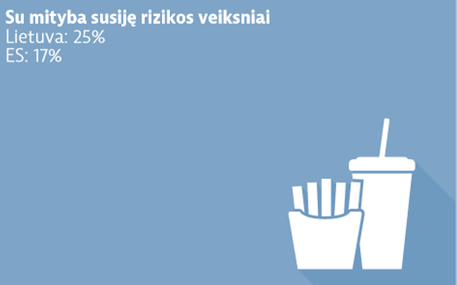 Su mityba susiję rizikos veiksniai
Lietuva: 25%
ES: 17%